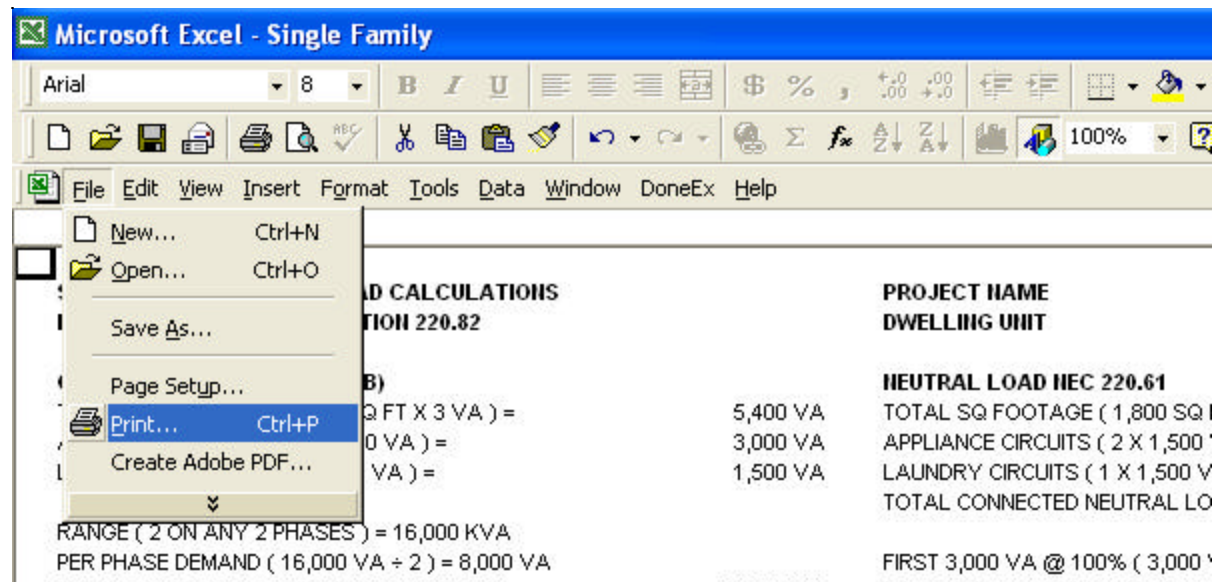 Microsoft Excel - Single Family
Arial 8 B I U $ % , .00 .00
ABC Σ fx A Z Z A 100% ?
File Edit View Insert Format Tools Data Window DoneEx Help
New... Ctrl+N
Open... Ctrl+O
Save As...
Page Setup...
Print... Ctrl+P
Create Adobe PDF...
CALCULATIONS PROJECT NAME
220.82 DWELLING UNIT
B) NEUTRAL LOAD NEC 220.61
FT X 3 VA ) = 5,400 VA TOTAL SQ FOOTAGE ( 1,800 SQ
0 VA ) = 3,000 VA APPLIANCE CIRCUITS ( 2 X 1,500
VA ) = 1,500 VA LAUNDRY CIRCUITS ( 1 X 1,500 V
TOTAL CONNECTED NEUTRAL LO
RANGE ( 2 ON ANY 2 PHASES ) = 16,000 KVA
PER PHASE DEMAND ( 16,000 VA ÷ 2 ) = 8,000 VA FIRST 3,000 VA @ 100% ( 3,000